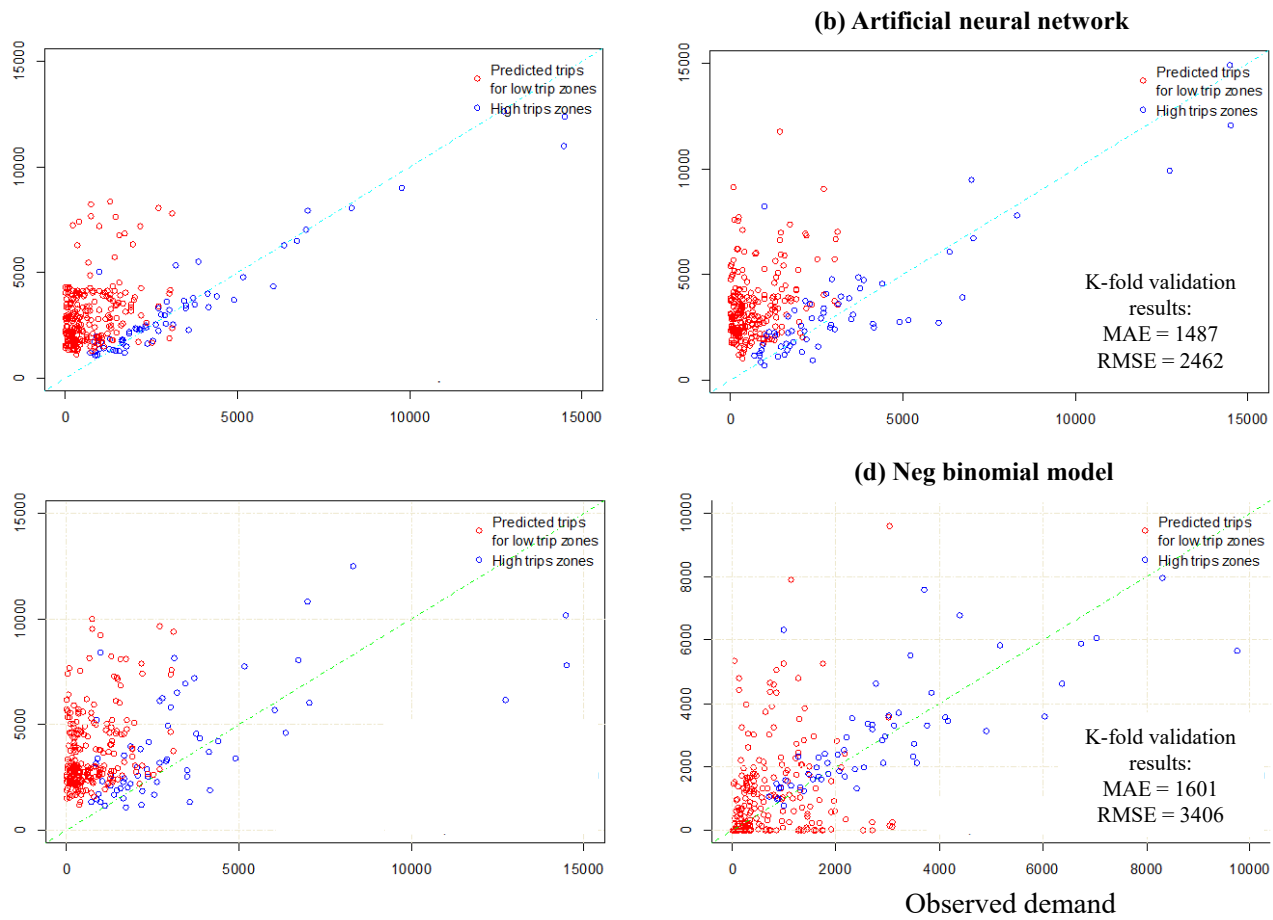 (b) Artificial neural network
15000
10000
5000
0
Predicted trips
for low trip zones
High trips zones
0 5000 10000 15000
15000
10000
5000
0
Predicted trips
for low trip zones
High trips zones
K-fold validation
results:
MAE = 1487
RMSE = 2462
0 5000 10000 15000
(d) Neg binomial model
15000
10000
5000
0
Predicted trips
for low trip zones
High trips zones
0 5000 10000 15000
10000
8000
6000
4000
2000
0
Predicted trips
for low trip zones
High trips zones
K-fold validation
results:
MAE = 1601
RMSE = 3406
0 2000 4000 6000 8000 10000
Observed demand